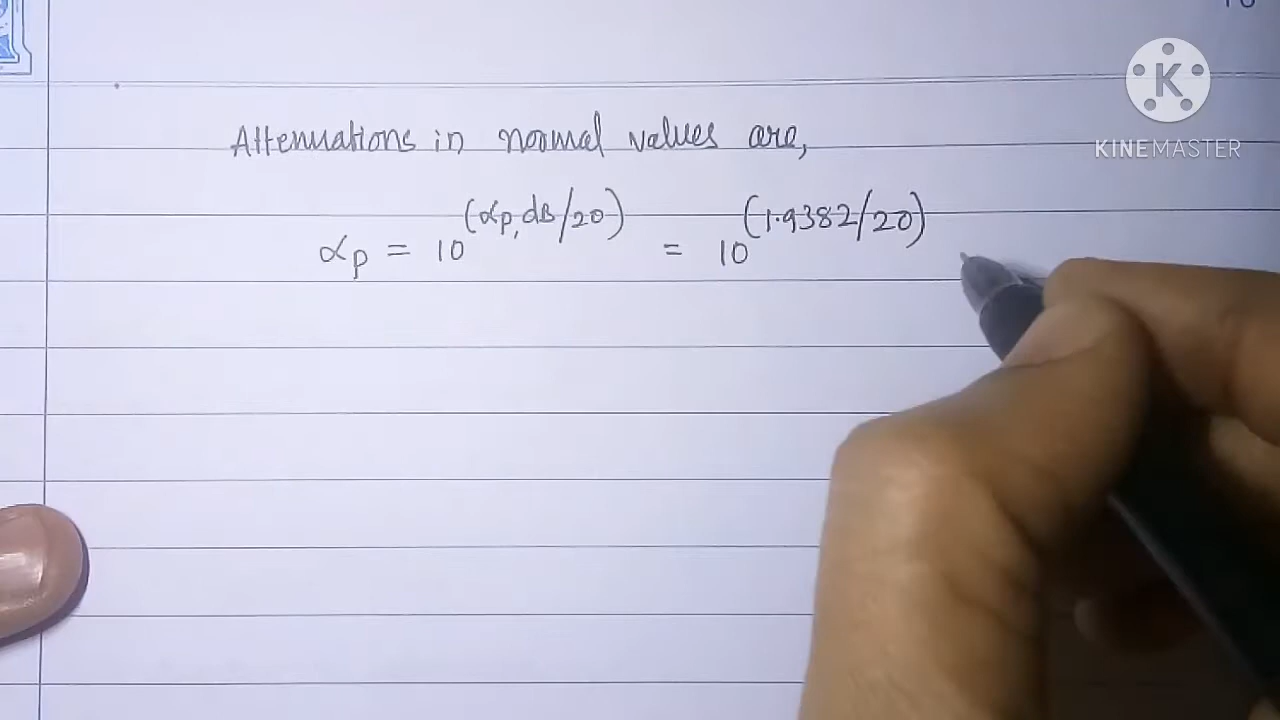 KINEMASTER
Attenuations in normal values are,
αp = 10^(αp,dB/20) = 10^(1.9382/20)